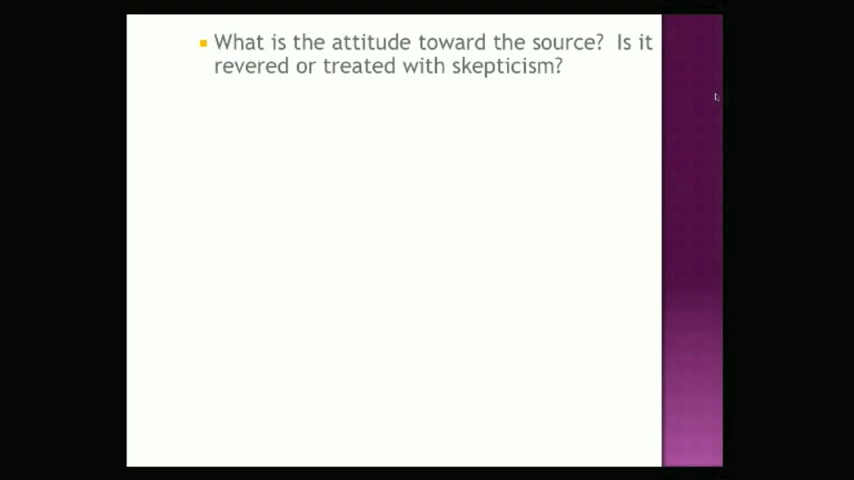 What is the attitude toward the source? Is it
revered or treated with skepticism?